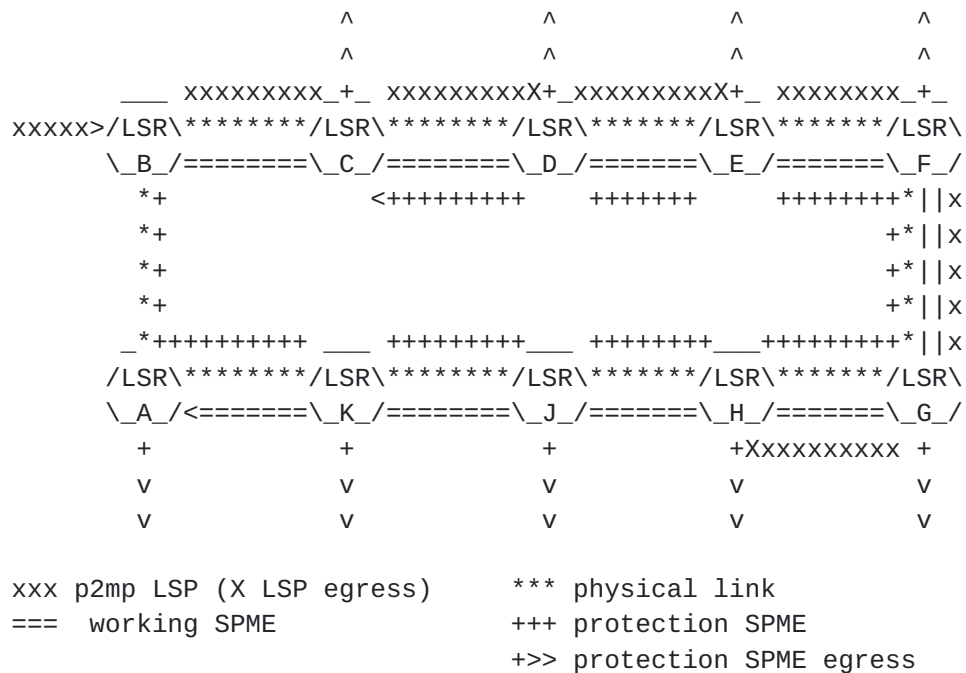 ^            ^           ^           ^
                      ^            ^           ^           ^
       ___ xxxxxxxxx_+_ xxxxxxxxxX+_xxxxxxxxxX+_ xxxxxxxx_+_
xxxxx>/LSR\********/LSR\********/LSR\*******/LSR\*******/LSR\
      \_B_/========\_C_/========\_D_/=======\_E_/=======\_F_/
        *+             <+++++++++    +++++++     ++++++++*||x
        *+                                              +*||x
        *+                                              +*||x
        *+                                              +*||x
       _*++++++++++ ___ +++++++++___ ++++++++___+++++++++*||x
      /LSR\********/LSR\********/LSR\*******/LSR\*******/LSR\
      \_A_/<=======\_K_/========\_J_/=======\_H_/=======\_G_/
        +            +            +           +Xxxxxxxxxx +
        v            v            v           v           v
        v            v            v           v           v
xxx p2mp LSP (X LSP egress)     *** physical link
===  working SPME               +++ protection SPME
                                +>> protection SPME egress